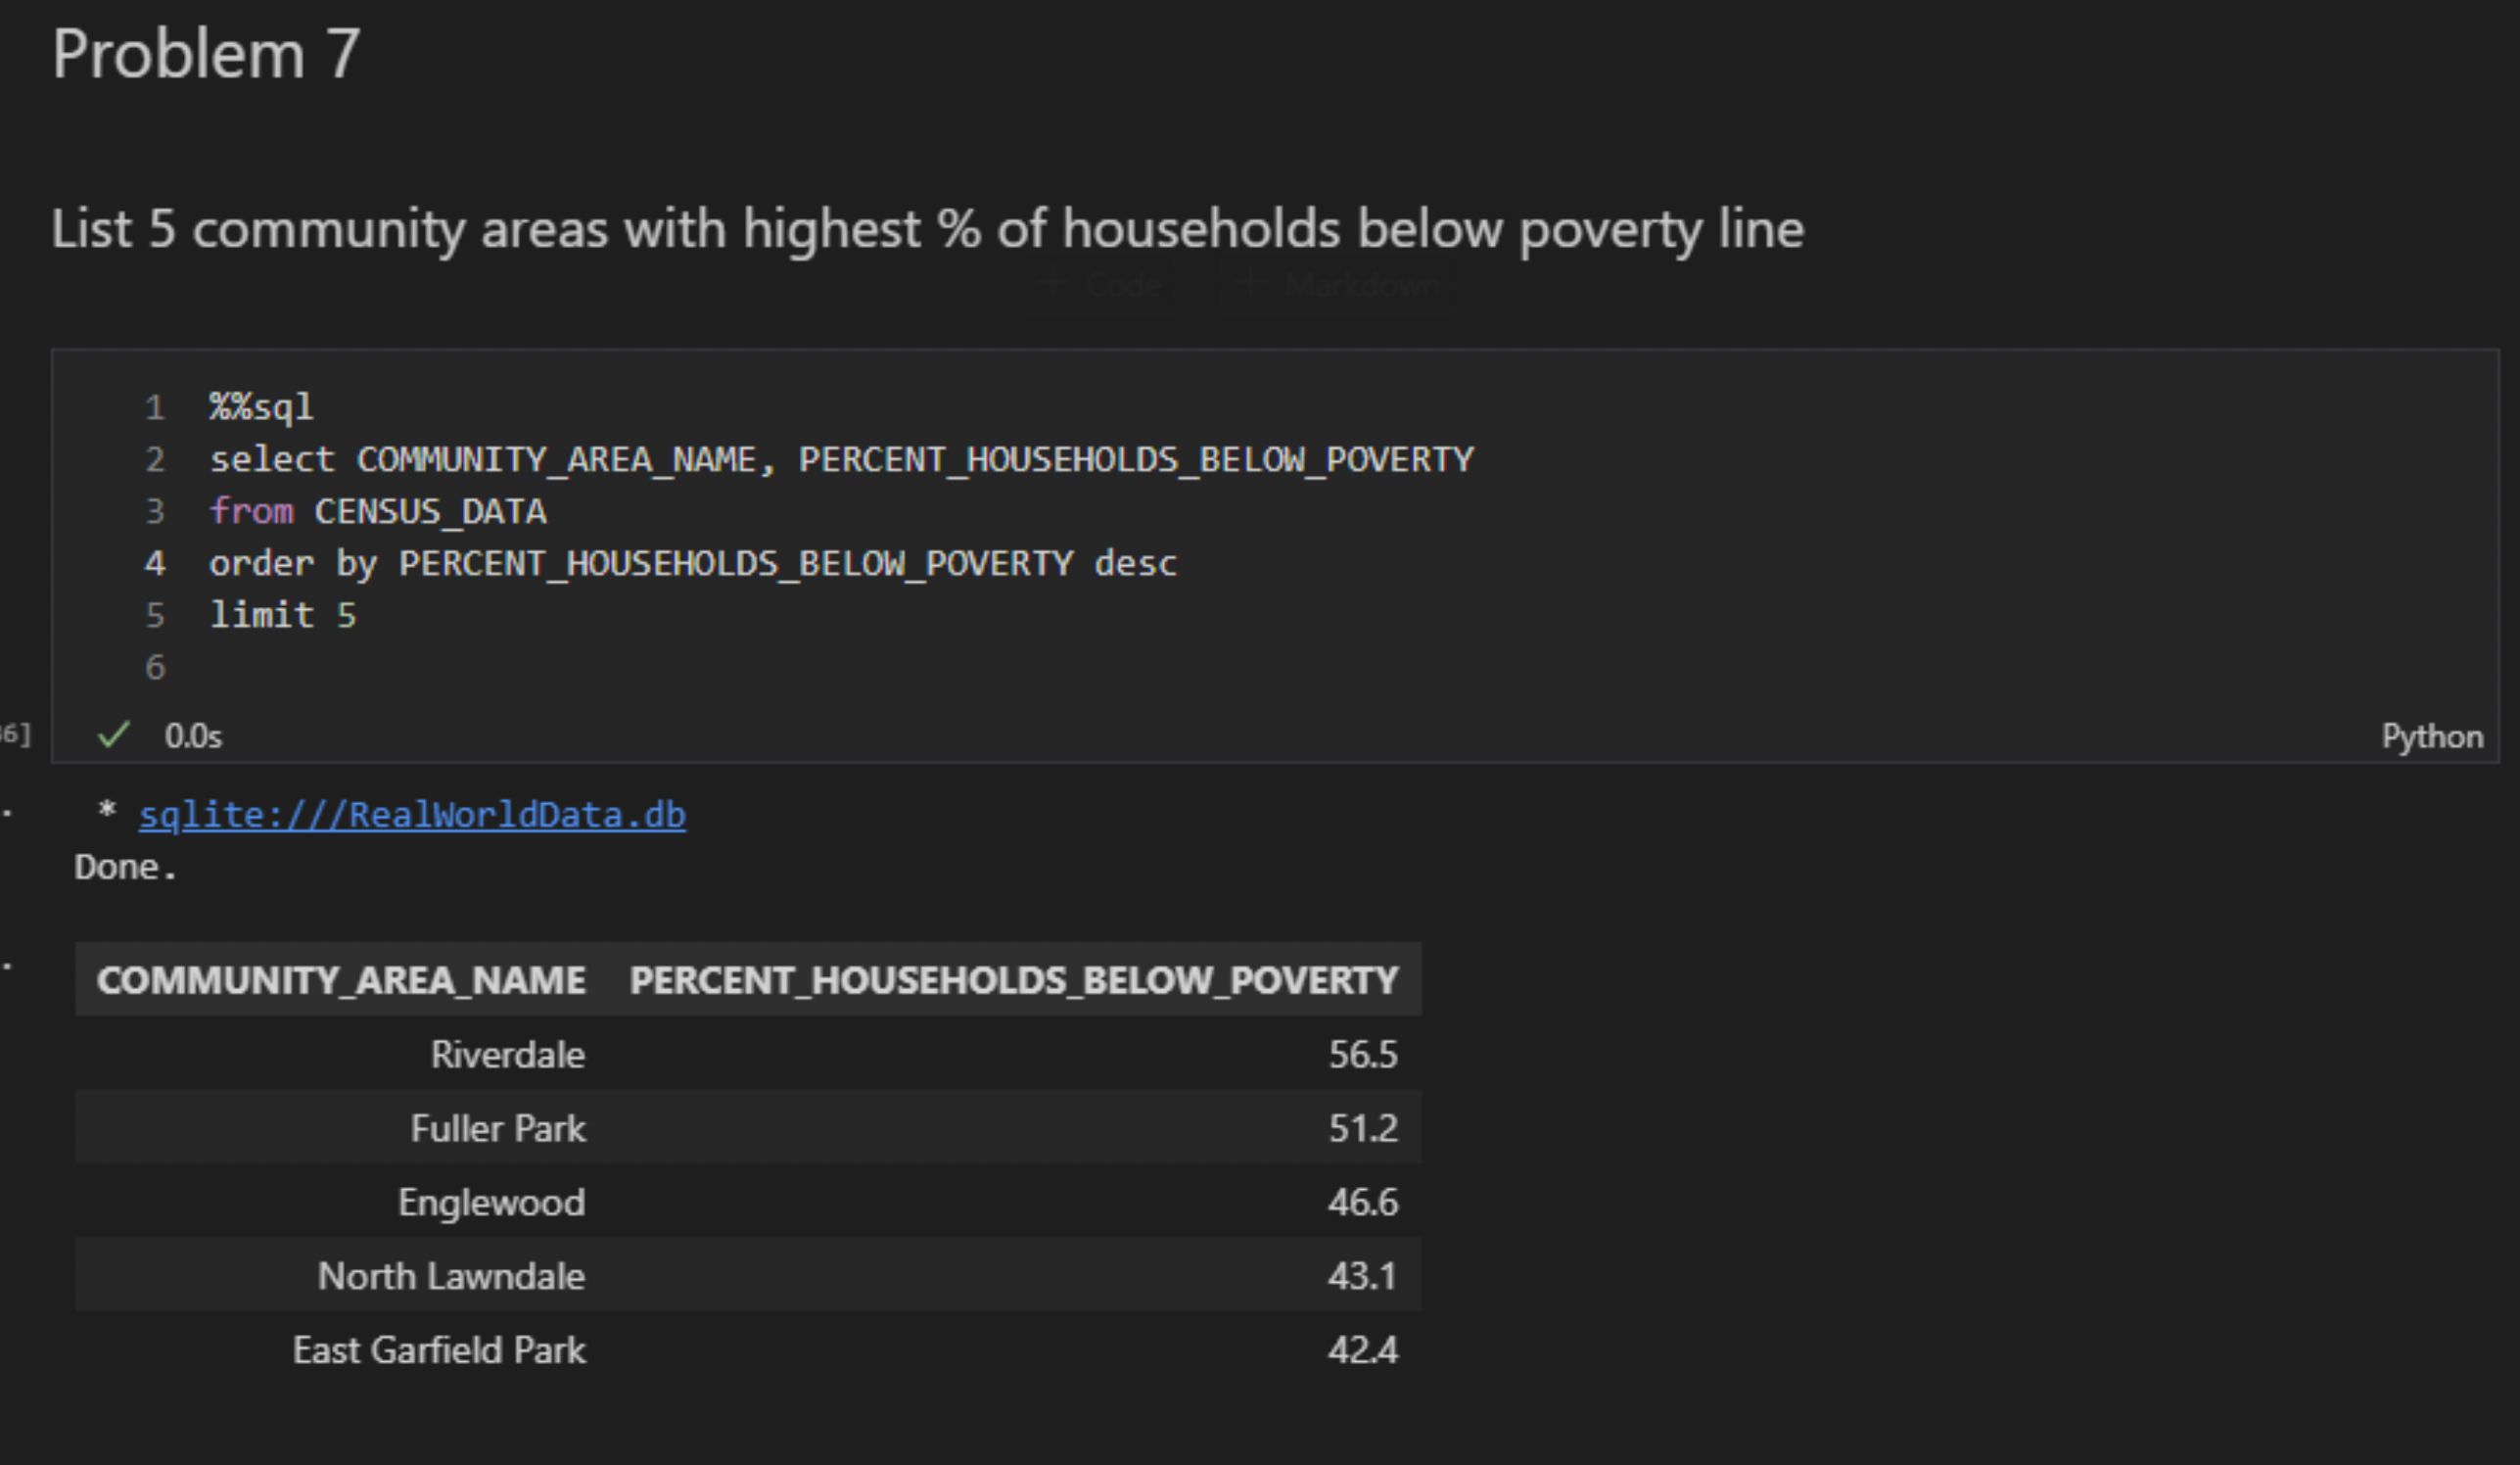 Problem 7
List 5 community areas with highest % of households below poverty line
+ Code + Markdown
1 %%sql
2 select COMMUNITY_AREA_NAME, PERCENT_HOUSEHOLDS_BELOW_POVERTY
3 from CENSUS_DATA
4 order by PERCENT_HOUSEHOLDS_BELOW_POVERTY desc
5 limit 5
6
6] ✓ 0.0s Python
* sqlite:///RealWorldData.db
Done.
COMMUNITY_AREA_NAME PERCENT_HOUSEHOLDS_BELOW_POVERTY
Riverdale 56.5
Fuller Park 51.2
Englewood 46.6
North Lawndale 43.1
East Garfield Park 42.4